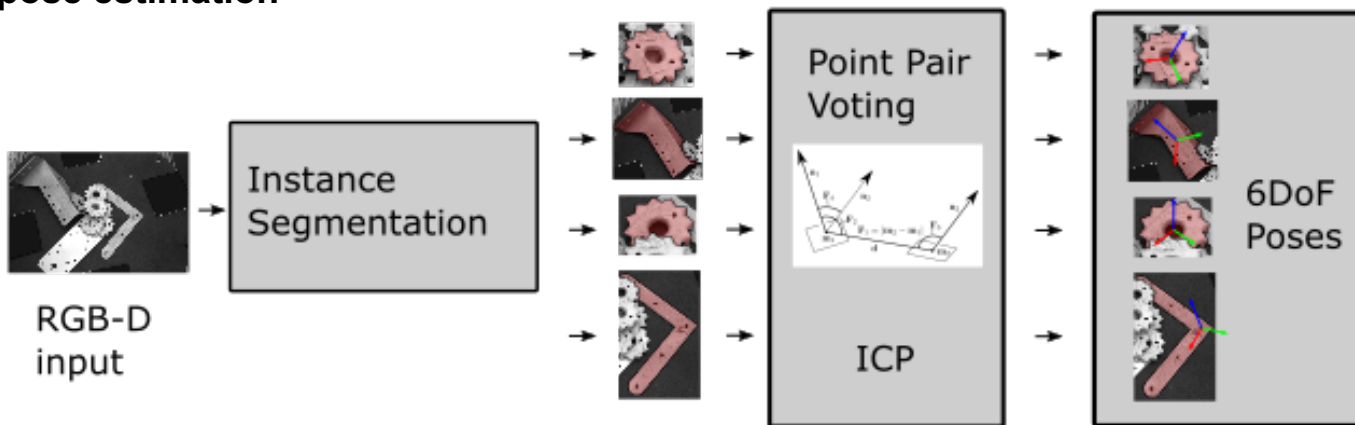 pose estimation
RGB-D
input
Instance
Segmentation
Point Pair
Voting
ICP
6DoF
Poses